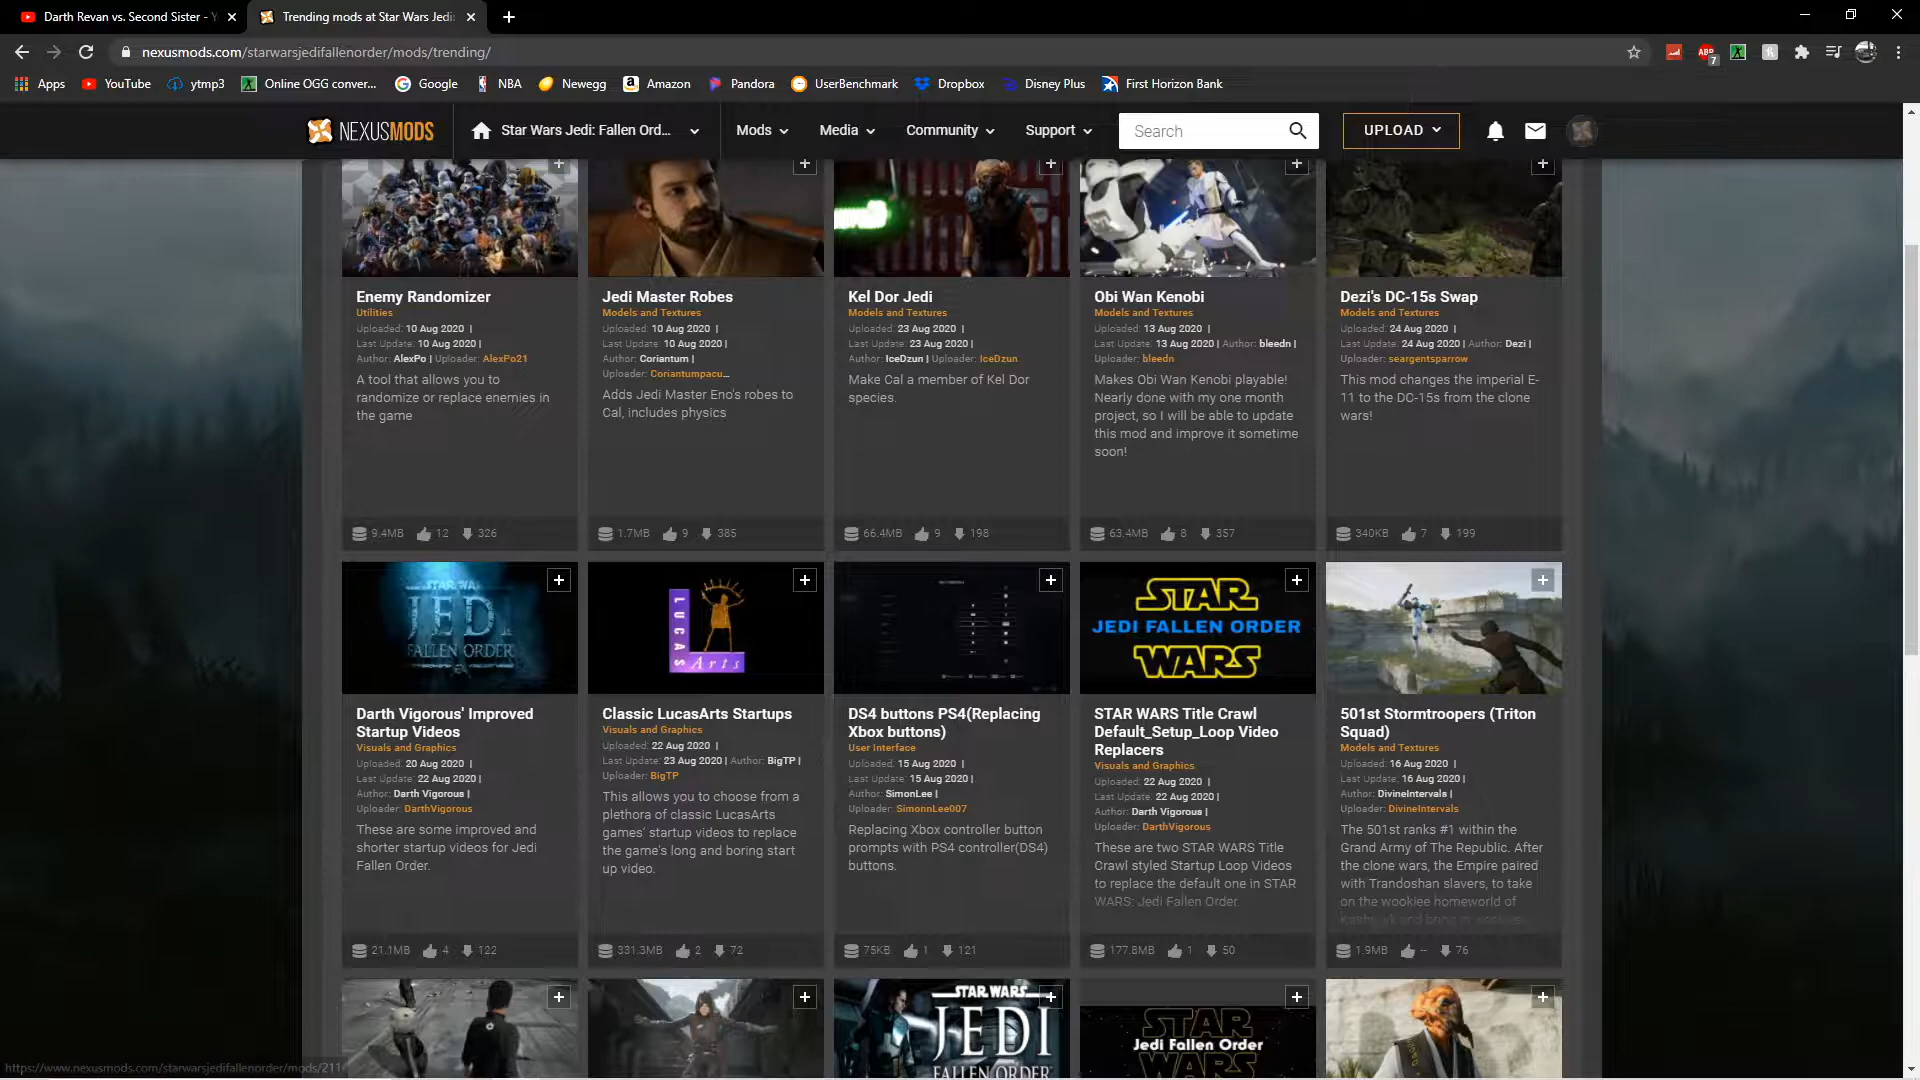 Darth Revan vs. Second Sister - Y
Trending mods at Star Wars Jedi:
nexusmods.com/starwarsjedifallenorder/mods/trending/
ABP
7
Apps YouTube ytmp3 Online OGG conver... Google NBA Newegg Amazon Pandora UserBenchmark Dropbox Disney Plus First Horizon Bank
NEXUSMODS Star Wars Jedi: Fallen Ord... Mods Media Community Support Search UPLOAD
Enemy Randomizer
Utilities
Uploaded: 10 Aug 2020 |
Last Update: 10 Aug 2020 |
Author: AlexPo | Uploader: AlexPo21
A tool that allows you to
randomize or replace enemies in
the game
9.4MB 12 326
Jedi Master Robes
Models and Textures
Uploaded: 10 Aug 2020 |
Last Update: 10 Aug 2020 |
Author: Coriantum |
Uploader: Coriantumpacu...
Adds Jedi Master Eno's robes to
Cal, includes physics
1.7MB 9 385
Kel Dor Jedi
Models and Textures
Uploaded: 23 Aug 2020 |
Last Update: 23 Aug 2020 |
Author: IceDzun | Uploader: IceDzun
Make Cal a member of Kel Dor
species.
66.4MB 9 198
Obi Wan Kenobi
Models and Textures
Uploaded: 13 Aug 2020 |
Last Update: 13 Aug 2020 | Author: bleedn |
Uploader: bleedn
Makes Obi Wan Kenobi playable!
Nearly done with my one month
project, so I will be able to update
this mod and improve it sometime
soon!
63.4MB 8 357
Dezi's DC-15s Swap
Models and Textures
Uploaded: 24 Aug 2020 |
Last Update: 24 Aug 2020 | Author: Dezi |
Uploader: seargentsparrow
This mod changes the imperial E-
11 to the DC-15s from the clone
wars!
340KB 7 199
STAR WARS
JEDI
FALLEN ORDER
Darth Vigorous' Improved
Startup Videos
Visuals and Graphics
Uploaded: 20 Aug 2020 |
Last Update: 22 Aug 2020 |
Author: Darth Vigorous |
Uploader: DarthVigorous
These are some improved and
shorter startup videos for Jedi
Fallen Order.
21.1MB 4 122
LUCAS
Arts
Classic LucasArts Startups
Visuals and Graphics
Uploaded: 22 Aug 2020 |
Last Update: 23 Aug 2020 | Author: BigTP |
Uploader: BigTP
This allows you to choose from a
plethora of classic LucasArts
games' startup videos to replace
the game's long and boring start
up video.
331.3MB 2 72
DS4 buttons PS4(Replacing
Xbox buttons)
User Interface
Uploaded: 15 Aug 2020 |
Last Update: 15 Aug 2020 |
Author: SimonLee |
Uploader: SimonnLee007
Replacing Xbox controller button
prompts with PS4 controller(DS4)
buttons.
75KB 1 121
STAR
JEDI FALLEN ORDER
WARS
STAR WARS Title Crawl
Default_Setup_Loop Video
Replacers
Visuals and Graphics
Uploaded: 22 Aug 2020 |
Last Update: 22 Aug 2020 |
Author: Darth Vigorous |
Uploader: DarthVigorous
These are two STAR WARS Title
Crawl styled Startup Loop Videos
to replace the default one in STAR
WARS: Jedi Fallen Order.
177.8MB 1 50
501st Stormtroopers (Triton
Squad)
Models and Textures
Uploaded: 16 Aug 2020 |
Last Update: 16 Aug 2020 |
Author: DivineIntervals |
Uploader: DivineIntervals
The 501st ranks #1 within the
Grand Army of The Republic. After
the clone wars, the Empire paired
with Trandoshan slavers, to take
on the wookiee homeworld of
1.9MB -- 76
STAR WARS
JEDI
FALLEN ORDER
STAR
Jedi Fallen Order
WARS
https://www.nexusmods.com/starwarsjedifallenorder/mods/211